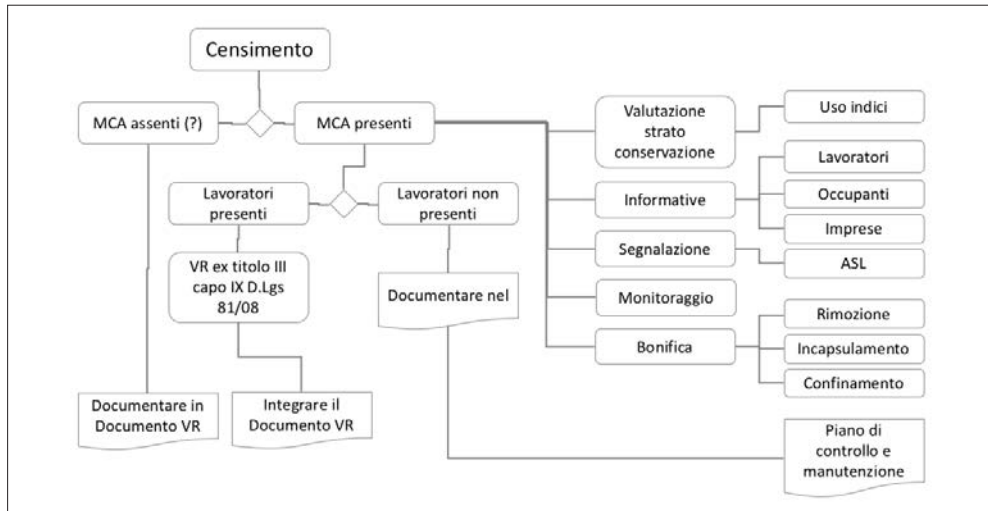 Censimento
MCA assenti (?)
MCA presenti
Valutazione
strato
conservazione
Uso indici
Lavoratori
presenti
Lavoratori non
presenti
Informative
Lavoratori
Occupanti
Imprese
VR ex titolo III
capo IX D.Lgs
81/08
Documentare nel
Segnalazione
ASL
Monitoraggio
Bonifica
Rimozione
Incapsulamento
Confinamento
Documentare in
Documento VR
Integrare il
Documento VR
Piano di
controllo e
manutenzione